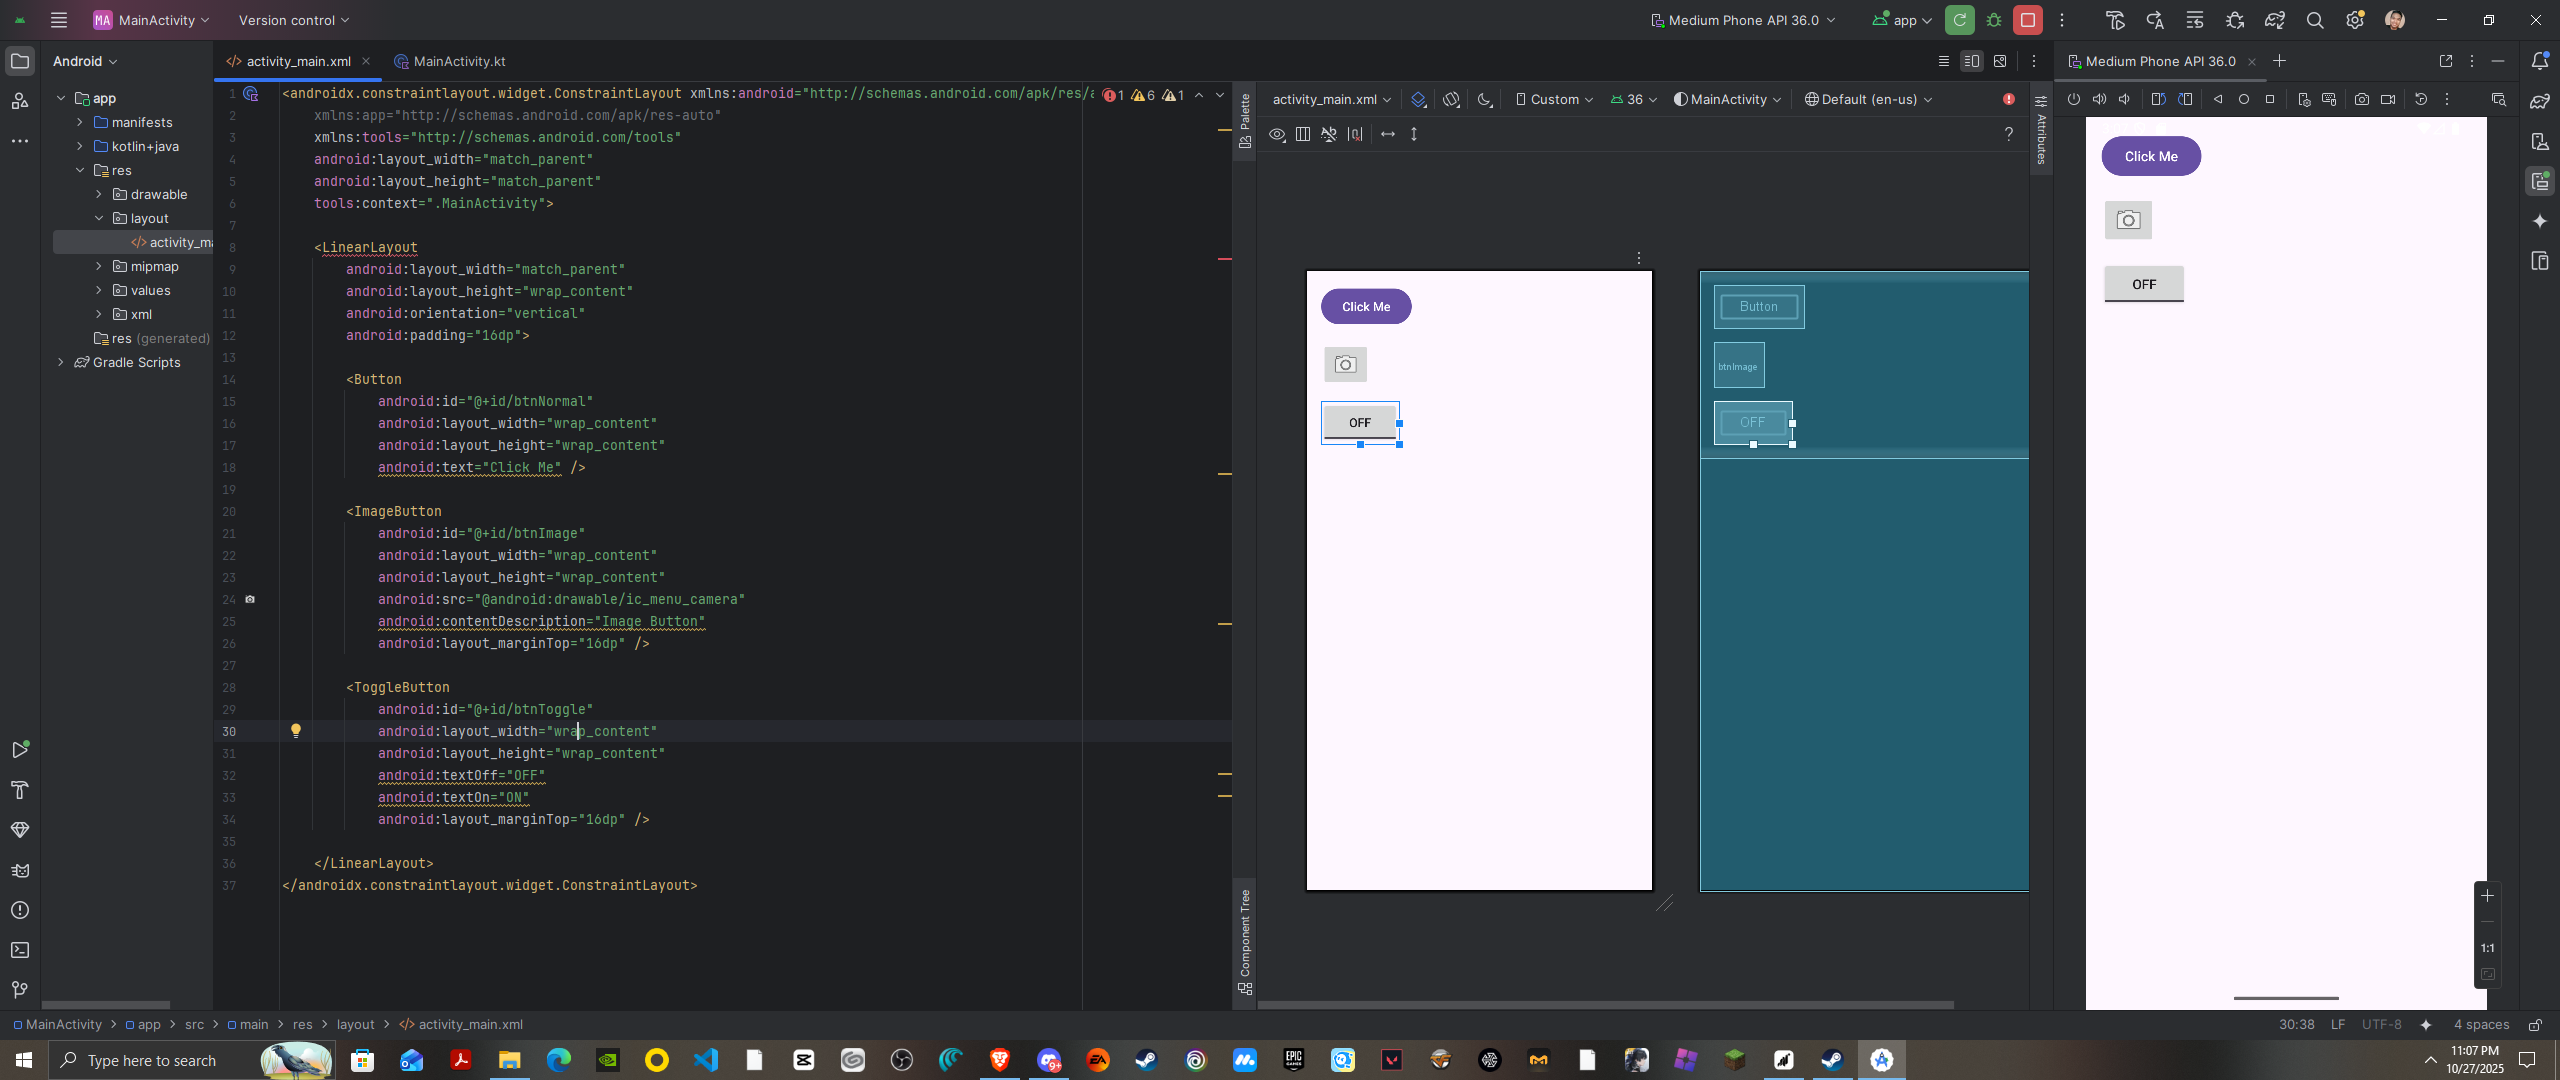 MA MainActivity Version control Medium Phone API 36.0 app
Android activity_main.xml MainActivity.kt Medium Phone API 36.0
app
manifests
kotlin+java
res
drawable
layout
activity_ma
mipmap
values
xml
res (generated)
Gradle Scripts
1 <androidx.constraintlayout.widget.ConstraintLayout xmlns:android="http://schemas.android.com/apk/res/a 1 6 1
2 xmlns:app="http://schemas.android.com/apk/res-auto"
3 xmlns:tools="http://schemas.android.com/tools"
4 android:layout_width="match_parent"
5 android:layout_height="match_parent"
6 tools:context=".MainActivity">
7
8 <LinearLayout
9 android:layout_width="match_parent"
10 android:layout_height="wrap_content"
11 android:orientation="vertical"
12 android:padding="16dp">
13
14 <Button
15 android:id="@+id/btnNormal"
16 android:layout_width="wrap_content"
17 android:layout_height="wrap_content"
18 android:text="Click Me" />
19
20 <ImageButton
21 android:id="@+id/btnImage"
22 android:layout_width="wrap_content"
23 android:layout_height="wrap_content"
24 android:src="@android:drawable/ic_menu_camera"
25 android:contentDescription="Image Button"
26 android:layout_marginTop="16dp" />
27
28 <ToggleButton
29 android:id="@+id/btnToggle"
30 android:layout_width="wrap_content"
31 android:layout_height="wrap_content"
32 android:textOff="OFF"
33 android:textOn="ON"
34 android:layout_marginTop="16dp" />
35
36 </LinearLayout>
37 </androidx.constraintlayout.widget.ConstraintLayout>
Palette
Component Tree
activity_main.xml Custom 36 MainActivity Default (en-us)
?
Attributes
Click Me
OFF
Button
btnImage
OFF
Click Me
OFF
1:1
MainActivity > app > src > main > res > layout > activity_main.xml 30:38 LF UTF-8 4 spaces
Type here to search 9+ EA EPIC GAMES 11:07 PM
10/27/2025